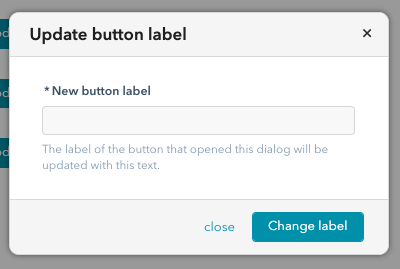 Update button label
×
* New button label
The label of the button that opened this dialog will be
updated with this text.
close
Change label